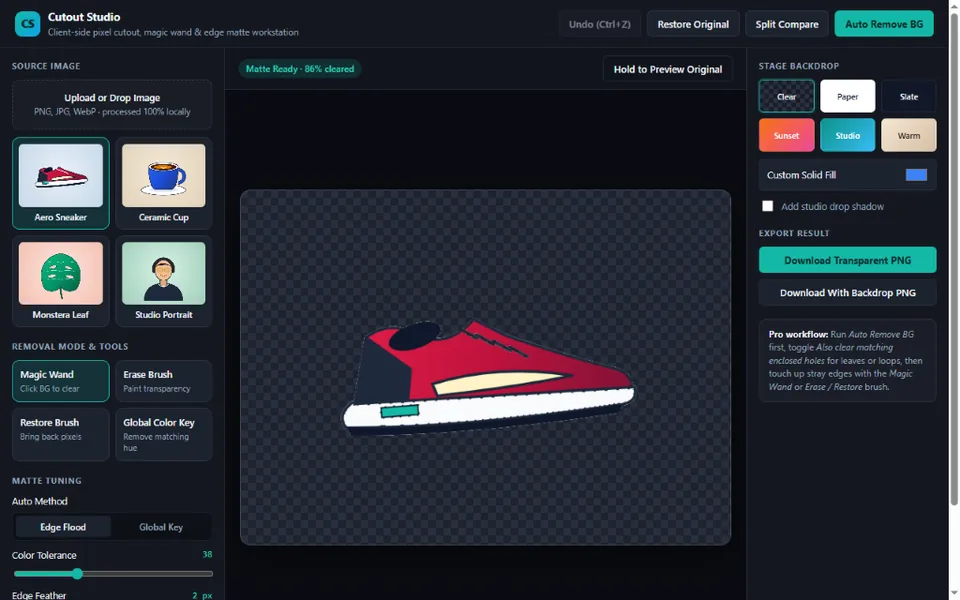 CS
Cutout Studio
Client-side pixel cutout, magic wand & edge matte workstation
Undo (Ctrl+Z)
Restore Original
Split Compare
Auto Remove BG
SOURCE IMAGE
Upload or Drop Image
PNG, JPG, WebP · processed 100% locally
Aero Sneaker
Ceramic Cup
Monstera Leaf
Studio Portrait
REMOVAL MODE & TOOLS
Magic Wand
Click BG to clear
Erase Brush
Paint transparency
Restore Brush
Bring back pixels
Global Color Key
Remove matching
hue
MATTE TUNING
Auto Method
Edge Flood
Global Key
Color Tolerance
38
Edge Feather
2 px
Matte Ready · 86% cleared
Hold to Preview Original
STAGE BACKDROP
Clear
Paper
Slate
Sunset
Studio
Warm
Custom Solid Fill
Add studio drop shadow
EXPORT RESULT
Download Transparent PNG
Download With Backdrop PNG
Pro workflow: Run Auto Remove BG
first, toggle Also clear matching
enclosed holes for leaves or loops, then
touch up stray edges with the Magic
Wand or Erase / Restore brush.